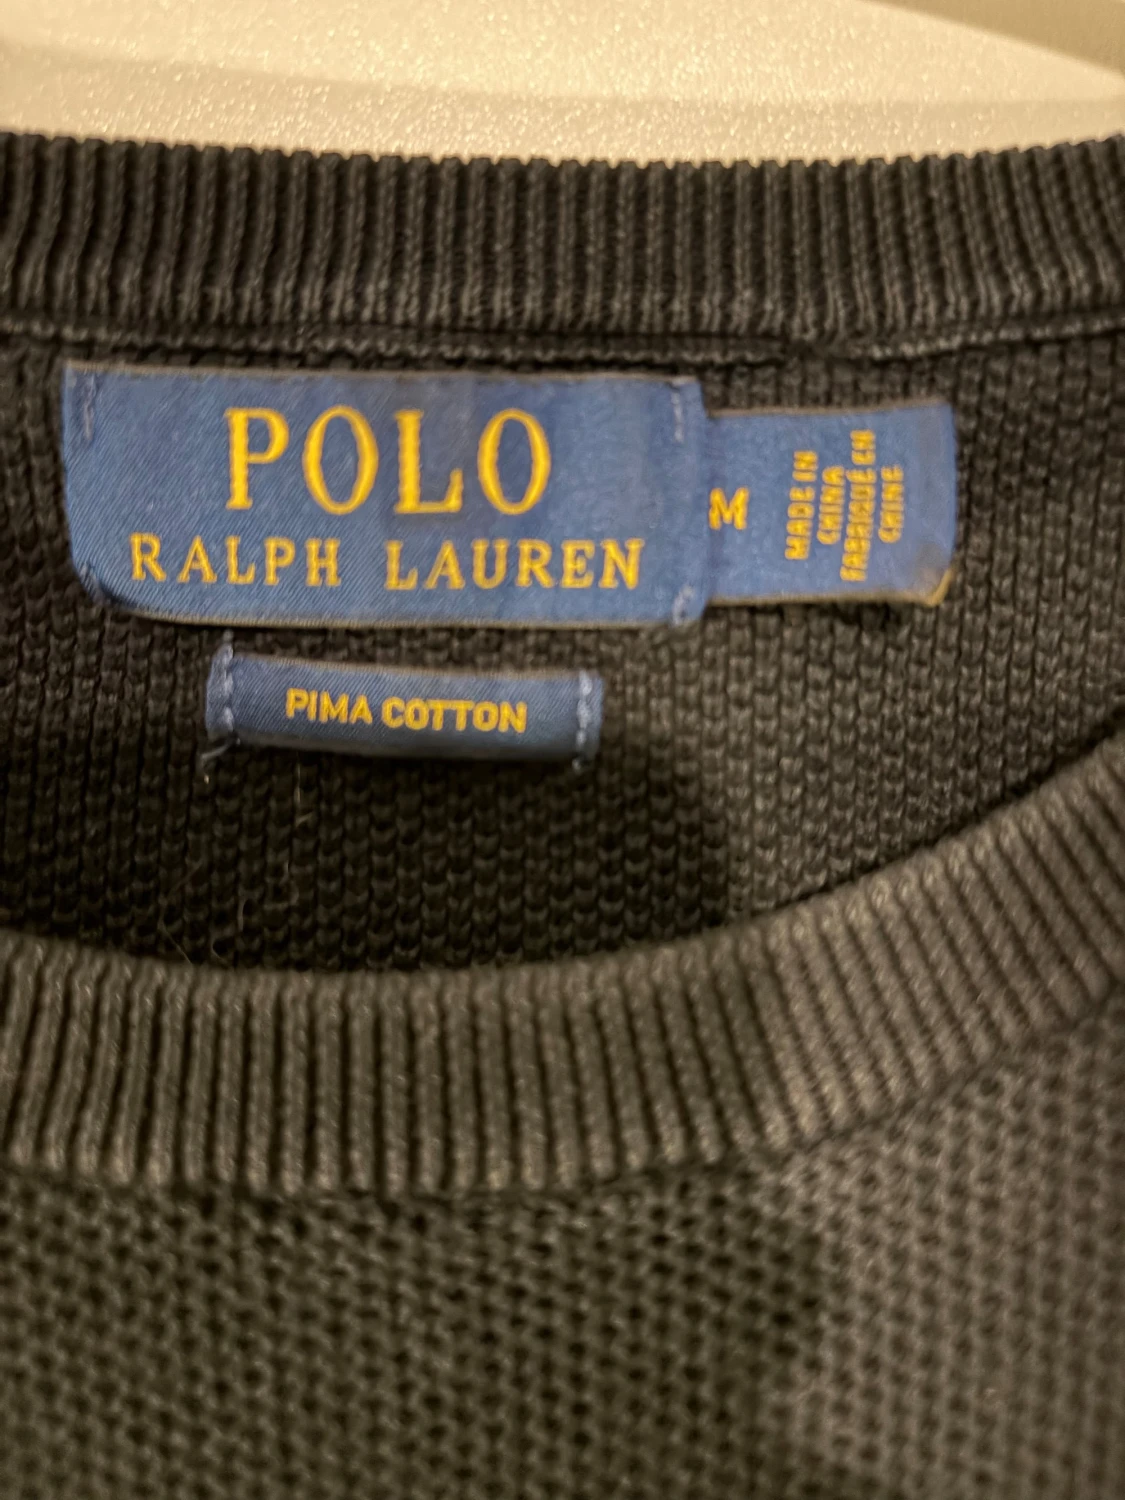 POLO
RALPH LAUREN
M
MADE IN
CHINA
FABRIQUÉ EN
CHINE
PIMA COTTON